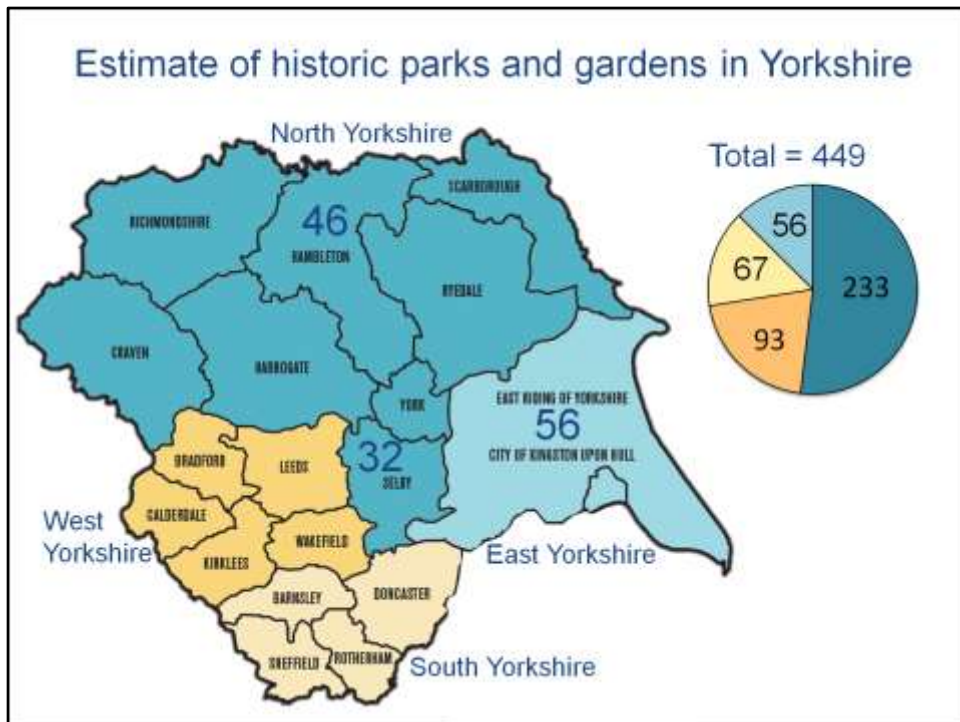 Estimate of historic parks and gardens in Yorkshire
North Yorkshire
Total = 449
SCARBOROUGH
RICHMONDSHIRE
46
HAMBLETON
RYEDALE
56
67
233
93
CRAVEN
HARROGATE
YORK
EAST RIDING OF YORKSHIRE
56
CITY OF KINGSTON UPON HULL
32
SELBY
BRADFORD
LEEDS
CALDERDALE
West
Yorkshire
WAKEFIELD
KIRKLEES
East Yorkshire
BARNSLEY
DONCASTER
SHEFFIELD
ROTHERHAM
South Yorkshire